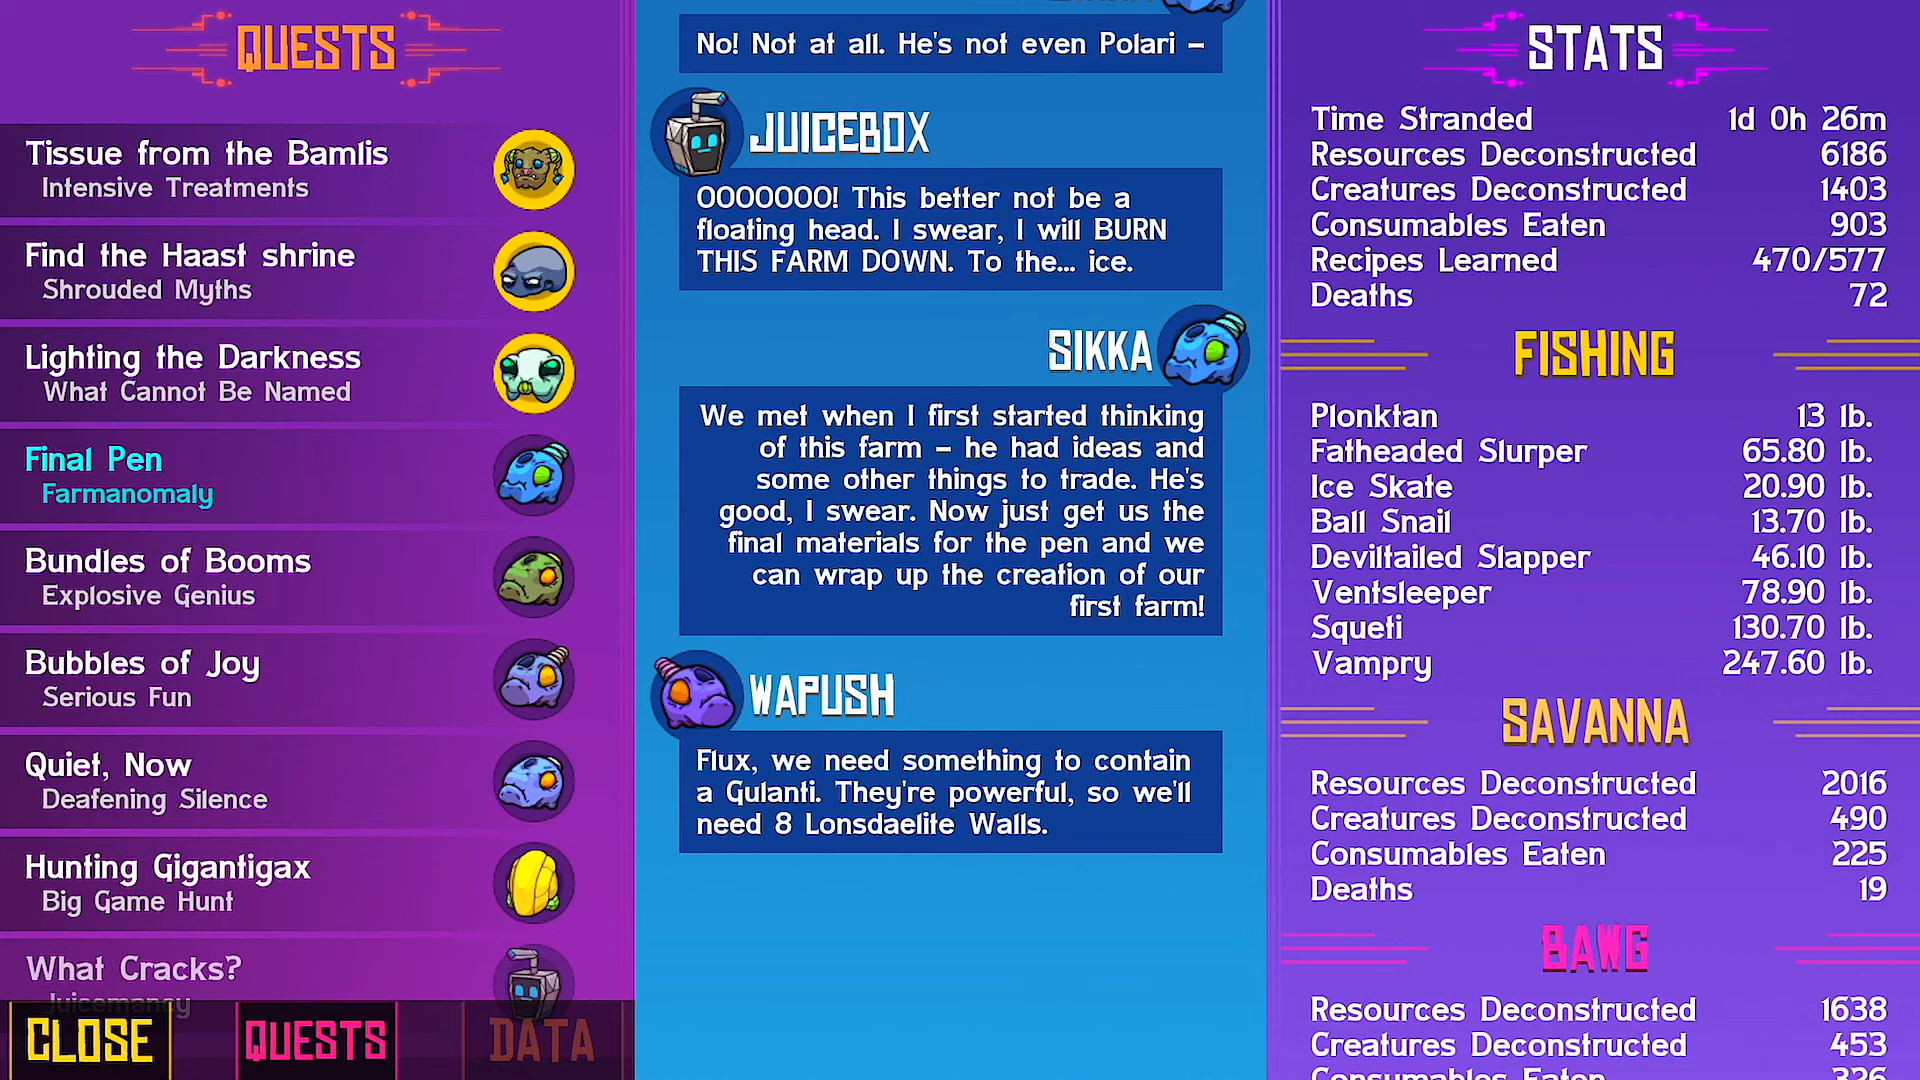 QUESTS
Tissue from the Bamlis
Intensive Treatments
Find the Haast shrine
Shrouded Myths
Lighting the Darkness
What Cannot Be Named
Final Pen
Farmanomaly
Bundles of Booms
Explosive Genius
Bubbles of Joy
Serious Fun
Quiet, Now
Deafening Silence
Hunting Gigantigax
Big Game Hunt
What Cracks?
Juicemancy
CLOSE
QUESTS
DATA
No! Not at all. He's not even Polari –
JUICEBOX
OOOOOOO! This better not be a
floating head. I swear, I will BURN
THIS FARM DOWN. To the... ice.
SIKKA
We met when I first started thinking
of this farm – he had ideas and
some other things to trade. He's
good, I swear. Now just get us the
final materials for the pen and we
can wrap up the creation of our
first farm!
WAPUSH
Flux, we need something to contain
a Gulanti. They're powerful, so we'll
need 8 Lonsdaelite Walls.
STATS
Time Stranded 1d 0h 26m
Resources Deconstructed 6186
Creatures Deconstructed 1403
Consumables Eaten 903
Recipes Learned 470/577
Deaths 72
FISHING
Plonktan 13 lb.
Fatheaded Slurper 65.80 lb.
Ice Skate 20.90 lb.
Ball Snail 13.70 lb.
Deviltailed Slapper 46.10 lb.
Ventsleeper 78.90 lb.
Squeti 130.70 lb.
Vampry 247.60 lb.
SAVANNA
Resources Deconstructed 2016
Creatures Deconstructed 490
Consumables Eaten 225
Deaths 19
BAWG
Resources Deconstructed 1638
Creatures Deconstructed 453
Consumables Eaten 326